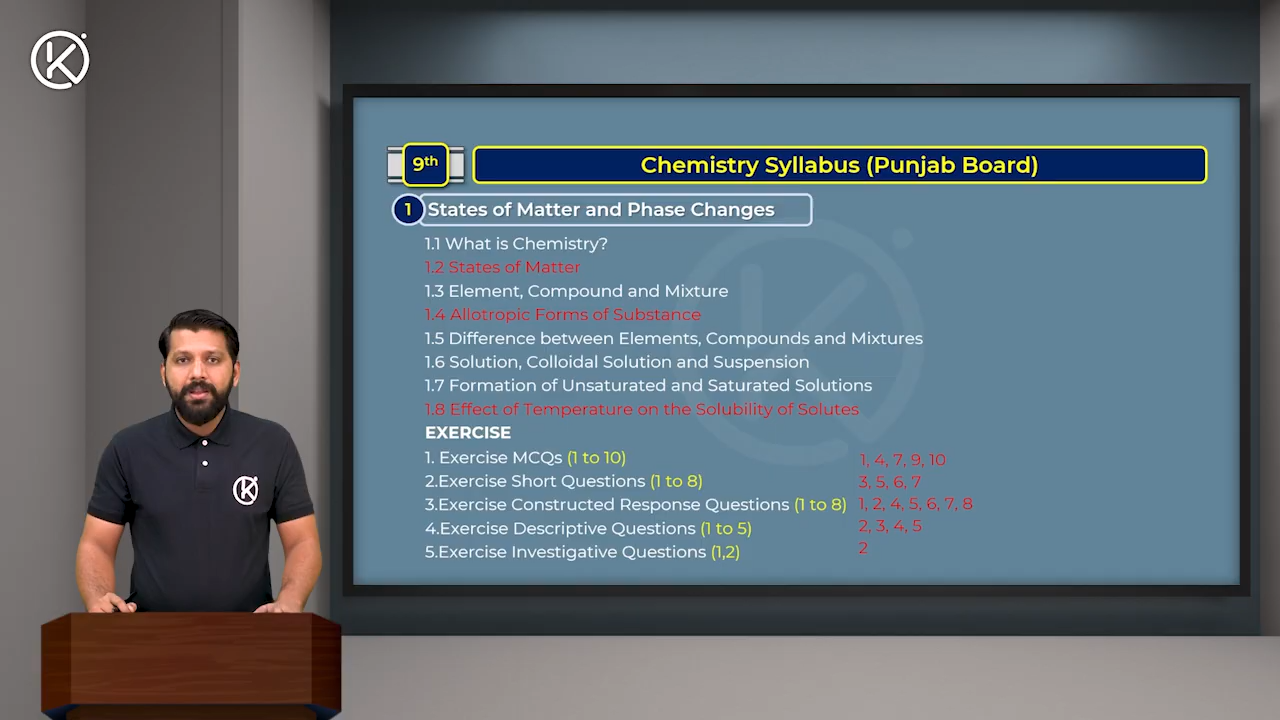 9th
Chemistry Syllabus (Punjab Board)
1
States of Matter and Phase Changes
1.1 What is Chemistry?
1.2 States of Matter
1.3 Element, Compound and Mixture
1.4 Allotropic Forms of Substance
1.5 Difference between Elements, Compounds and Mixtures
1.6 Solution, Colloidal Solution and Suspension
1.7 Formation of Unsaturated and Saturated Solutions
1.8 Effect of Temperature on the Solubility of Solutes
EXERCISE
1. Exercise MCQs (1 to 10) 1, 4, 7, 9, 10
2.Exercise Short Questions (1 to 8) 3, 5, 6, 7
3.Exercise Constructed Response Questions (1 to 8) 1, 2, 4, 5, 6, 7, 8
4.Exercise Descriptive Questions (1 to 5) 2, 3, 4, 5
5.Exercise Investigative Questions (1,2) 2